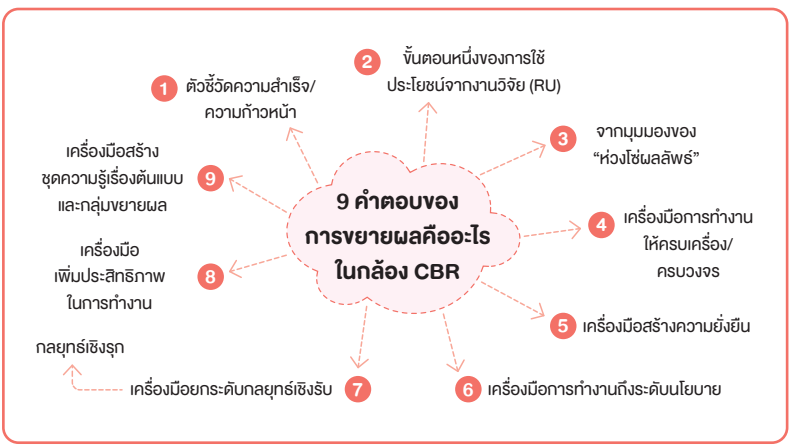 9 คำตอบของ
การขยายผลคืออะไร
ในกล้อง CBR
1 ตัวชี้วัดความสำเร็จ/
ความก้าวหน้า
2 ขั้นตอนหนึ่งของการใช้
ประโยชน์จากงานวิจัย (RU)
3 จากมุมมองของ
“ห่วงโซ่ผลลัพธ์”
4 เครื่องมือการทำงาน
ให้ครบเครื่อง/
ครบวงจร
5 เครื่องมือสร้างความยั่งยืน
6 เครื่องมือการทำงานถึงระดับนโยบาย
เครื่องมือยกระดับกลยุทธ์เชิงรับ 7
กลยุทธ์เชิงรุก
เครื่องมือ
เพิ่มประสิทธิภาพ 8
ในการทำงาน
เครื่องมือสร้าง
ชุดความรู้เรื่องต้นแบบ 9
และกลุ่มขยายผล